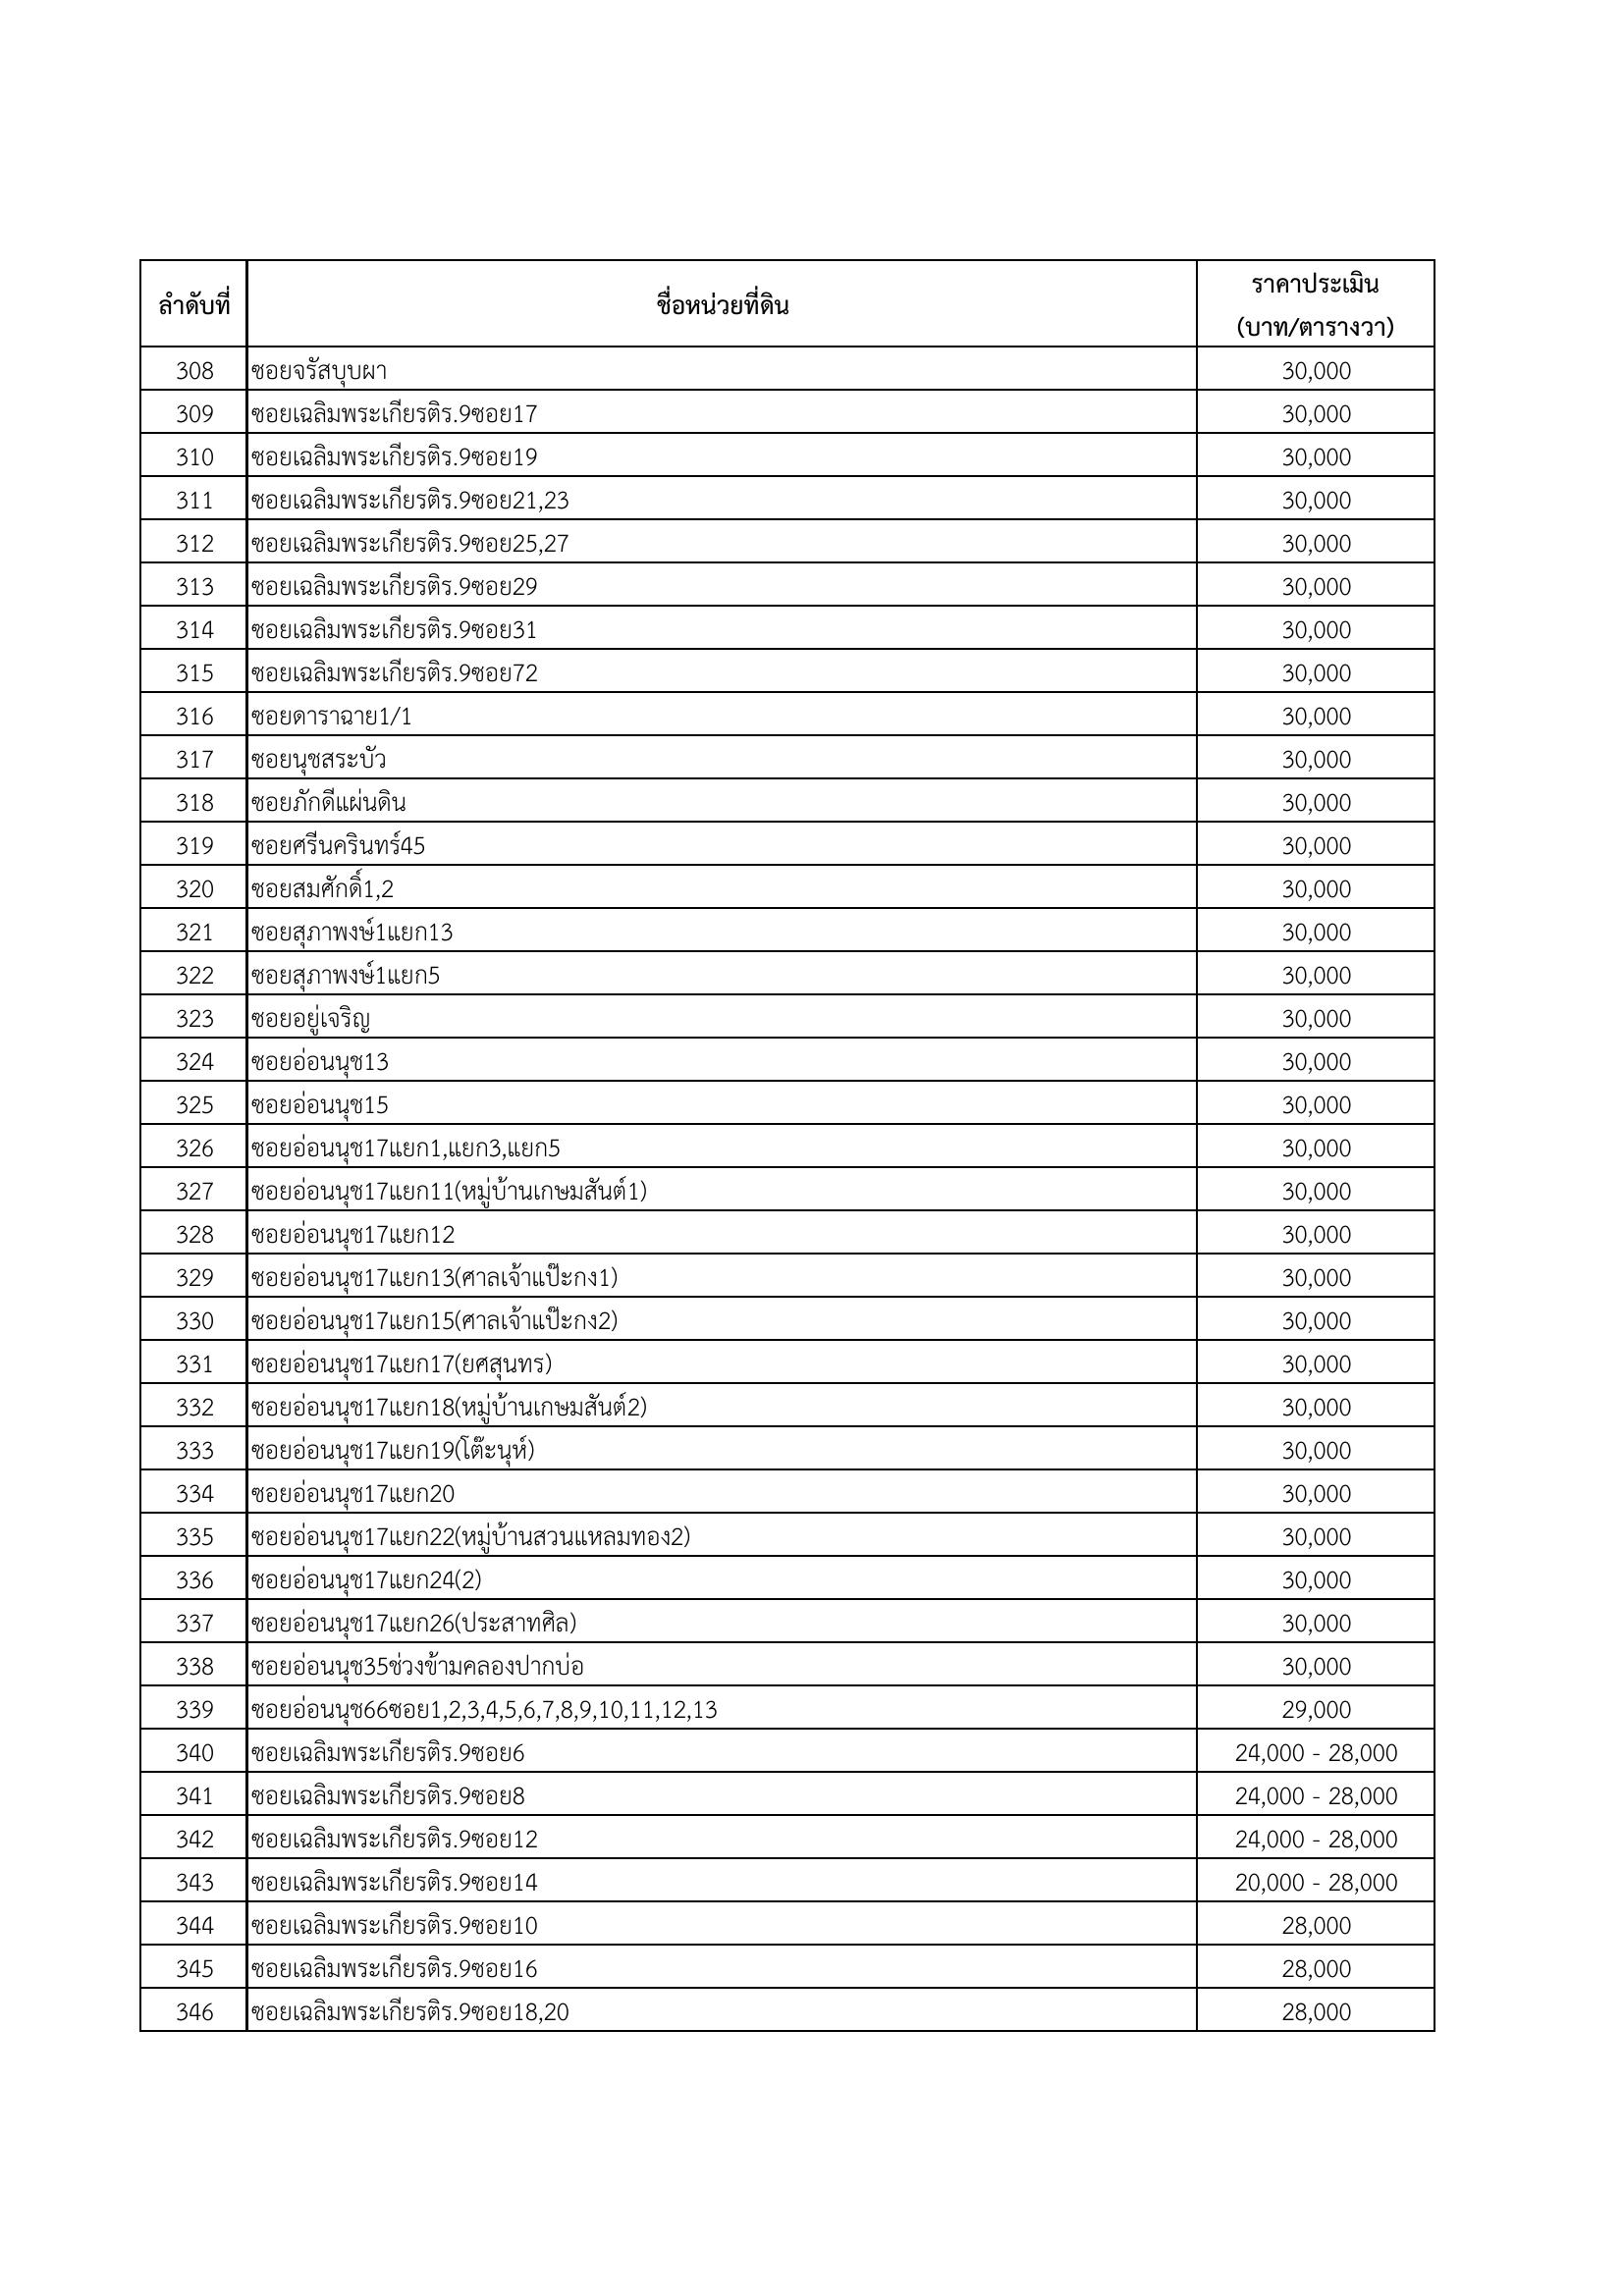 ลำดับที่ ชื่อหน่วยที่ดิน ราคาประเมิน
(บาท/ตารางวา)
308 ซอยจรัสบุบผา 30,000
309 ซอยเฉลิมพระเกียรติร.9ซอย17 30,000
310 ซอยเฉลิมพระเกียรติร.9ซอย19 30,000
311 ซอยเฉลิมพระเกียรติร.9ซอย21,23 30,000
312 ซอยเฉลิมพระเกียรติร.9ซอย25,27 30,000
313 ซอยเฉลิมพระเกียรติร.9ซอย29 30,000
314 ซอยเฉลิมพระเกียรติร.9ซอย31 30,000
315 ซอยเฉลิมพระเกียรติร.9ซอย72 30,000
316 ซอยดาราฉาย1/1 30,000
317 ซอยนุชสระบัว 30,000
318 ซอยภักดีแผ่นดิน 30,000
319 ซอยศรีนครินทร์45 30,000
320 ซอยสมศักดิ์1,2 30,000
321 ซอยสุภาพงษ์1แยก13 30,000
322 ซอยสุภาพงษ์1แยก5 30,000
323 ซอยอยู่เจริญ 30,000
324 ซอยอ่อนนุช13 30,000
325 ซอยอ่อนนุช15 30,000
326 ซอยอ่อนนุช17แยก1,แยก3,แยก5 30,000
327 ซอยอ่อนนุช17แยก11(หมู่บ้านเกษมสันต์1) 30,000
328 ซอยอ่อนนุช17แยก12 30,000
329 ซอยอ่อนนุช17แยก13(ศาลเจ้าแป๊ะกง1) 30,000
330 ซอยอ่อนนุช17แยก15(ศาลเจ้าแป๊ะกง2) 30,000
331 ซอยอ่อนนุช17แยก17(ยศสุนทร) 30,000
332 ซอยอ่อนนุช17แยก18(หมู่บ้านเกษมสันต์2) 30,000
333 ซอยอ่อนนุช17แยก19(โต๊ะนุห์) 30,000
334 ซอยอ่อนนุช17แยก20 30,000
335 ซอยอ่อนนุช17แยก22(หมู่บ้านสวนแหลมทอง2) 30,000
336 ซอยอ่อนนุช17แยก24(2) 30,000
337 ซอยอ่อนนุช17แยก26(ประสาทศิล) 30,000
338 ซอยอ่อนนุช35ช่วงข้ามคลองปากบ่อ 30,000
339 ซอยอ่อนนุช66ซอย1,2,3,4,5,6,7,8,9,10,11,12,13 29,000
340 ซอยเฉลิมพระเกียรติร.9ซอย6 24,000 - 28,000
341 ซอยเฉลิมพระเกียรติร.9ซอย8 24,000 - 28,000
342 ซอยเฉลิมพระเกียรติร.9ซอย12 24,000 - 28,000
343 ซอยเฉลิมพระเกียรติร.9ซอย14 20,000 - 28,000
344 ซอยเฉลิมพระเกียรติร.9ซอย10 28,000
345 ซอยเฉลิมพระเกียรติร.9ซอย16 28,000
346 ซอยเฉลิมพระเกียรติร.9ซอย18,20 28,000